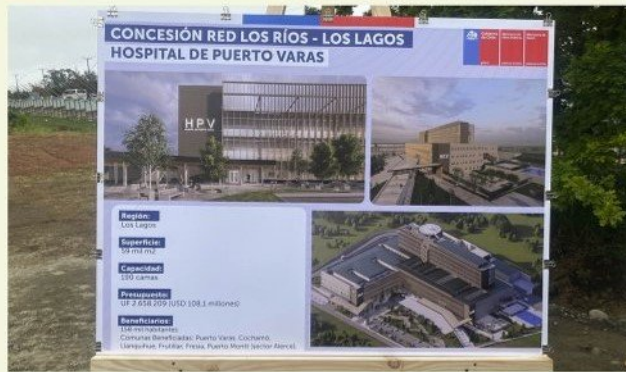 CONCESIÓN RED LOS RÍOS - LOS LAGOS
HOSPITAL DE PUERTO VARAS
HPV
Región:
Los Lagos
Superficie:
59 mil m2
Capacidad:
100 camas
Presupuesto:
UF 2.658.209 (USD 108,1 millones)
Beneficiarios:
158 mil habitantes
Comunas Beneficiadas: Puerto Varas, Cochamó,
Llanquihue, Frutillar, Fresia, Puerto Montt (sector Alerce).